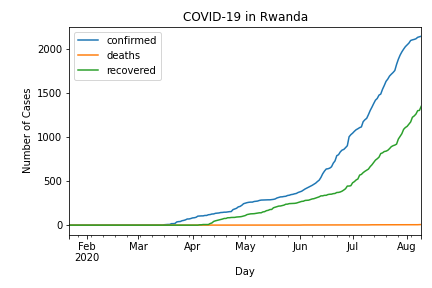 COVID-19 in Rwanda
confirmed
deaths
recovered
Number of Cases
2000
1500
1000
500
0
Feb Mar Apr May Jun Jul Aug
2020
Day